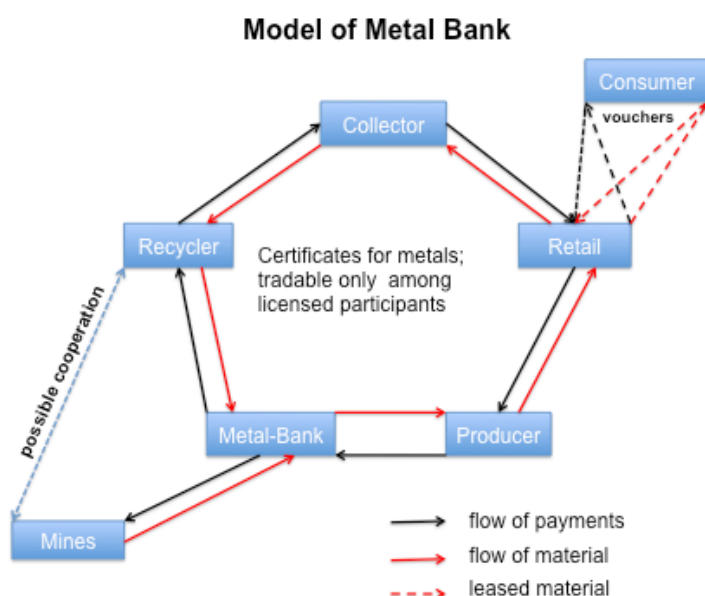 Model of Metal Bank
Consumer
vouchers
Collector
Recycler
Retail
Certificates for metals;
tradable only among
licensed participants
possible cooperation
Metal-Bank
Producer
Mines
flow of payments
flow of material
leased material